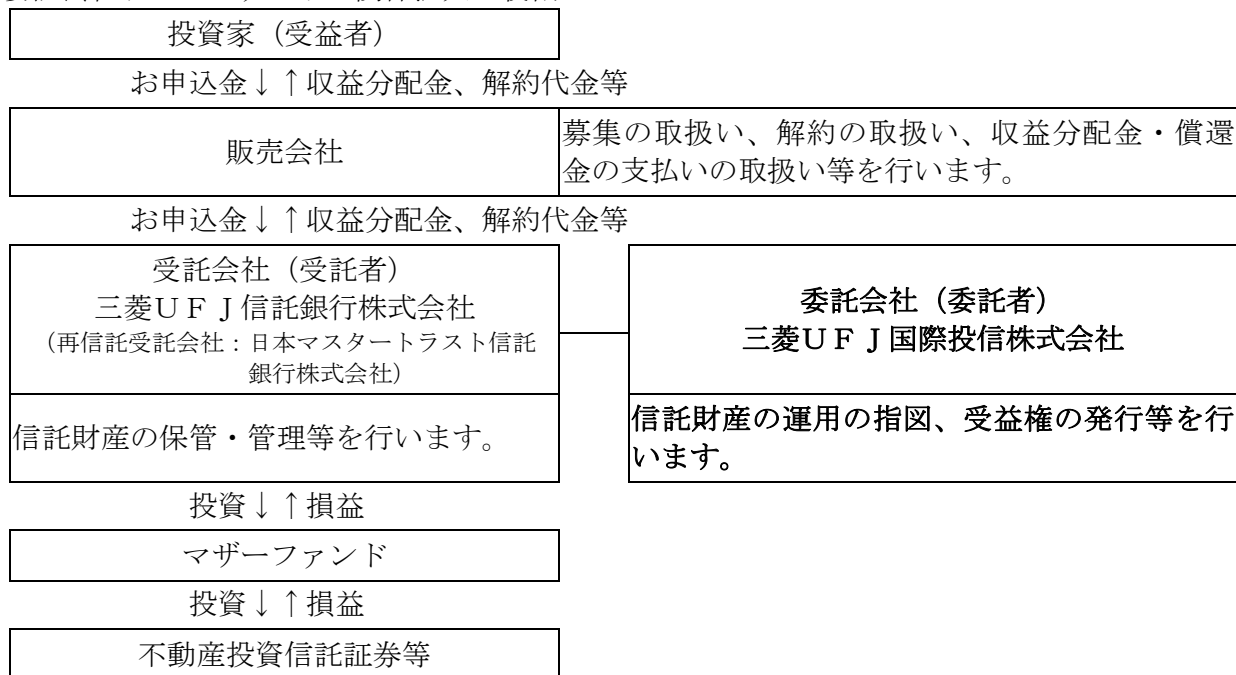 投資家（受益者）
お申込金↓↑収益分配金、解約代金等
販売会社
募集の取扱い、解約の取扱い、収益分配金・償還
金の支払いの取扱い等を行います。
お申込金↓↑収益分配金、解約代金等
受託会社（受託者）
三菱ＵＦＪ信託銀行株式会社
（再信託受託会社：日本マスタートラスト信託
銀行株式会社）
委託会社（委託者）
三菱ＵＦＪ国際投信株式会社
信託財産の保管・管理等を行います。
信託財産の運用の指図、受益権の発行等を行
います。
投資↓↑損益
マザーファンド
投資↓↑損益
不動産投資信託証券等